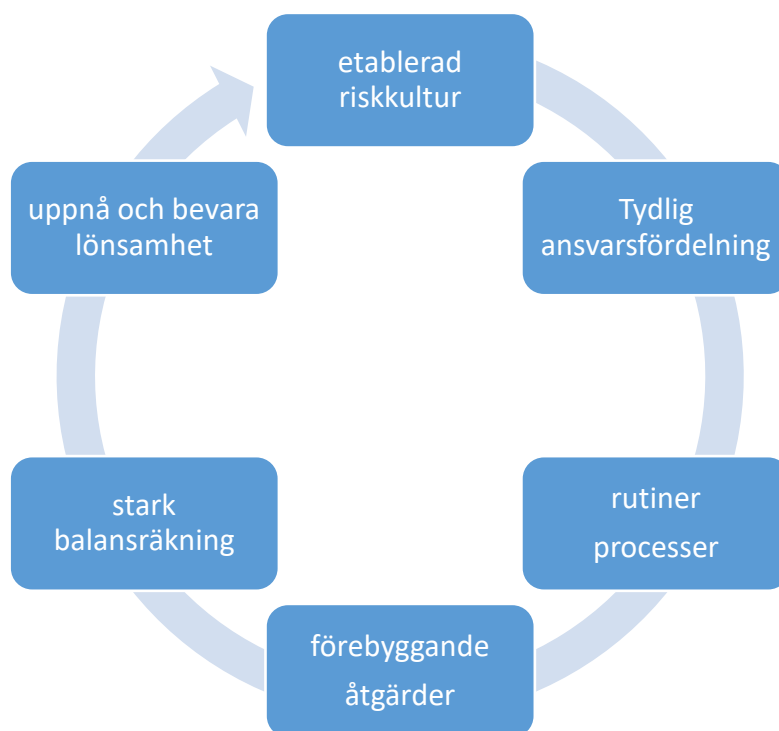 etablerad
riskkultur
Tydlig
ansvarsfördelning
rutiner
processer
förebyggande
åtgärder
stark
balansräkning
uppnå och bevara
lönsamhet